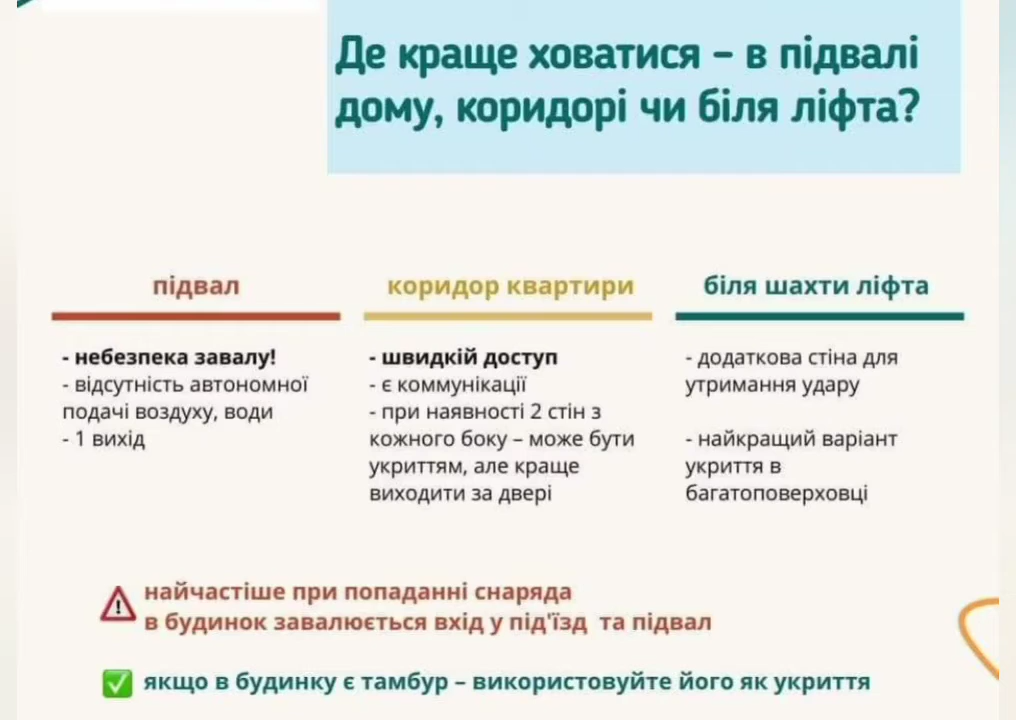 Де краще ховатися – в підвалі
дому, коридорі чи біля ліфта?
підвал
- небезпека завалу!
- відсутність автономної
подачі воздуху, води
- 1 вихід
коридор квартири
- швидкій доступ
- є коммунікації
- при наявності 2 стін з
кожного боку – може бути
укриттям, але краще
виходити за двері
біля шахти ліфта
- додаткова стіна для
утримання удару
- найкращий варіант
укриття в
багатоповерховці
найчастіше при попаданні снаряда
в будинок завалюється вхід у під'їзд та підвал
якщо в будинку є тамбур – використовуйте його як укриття